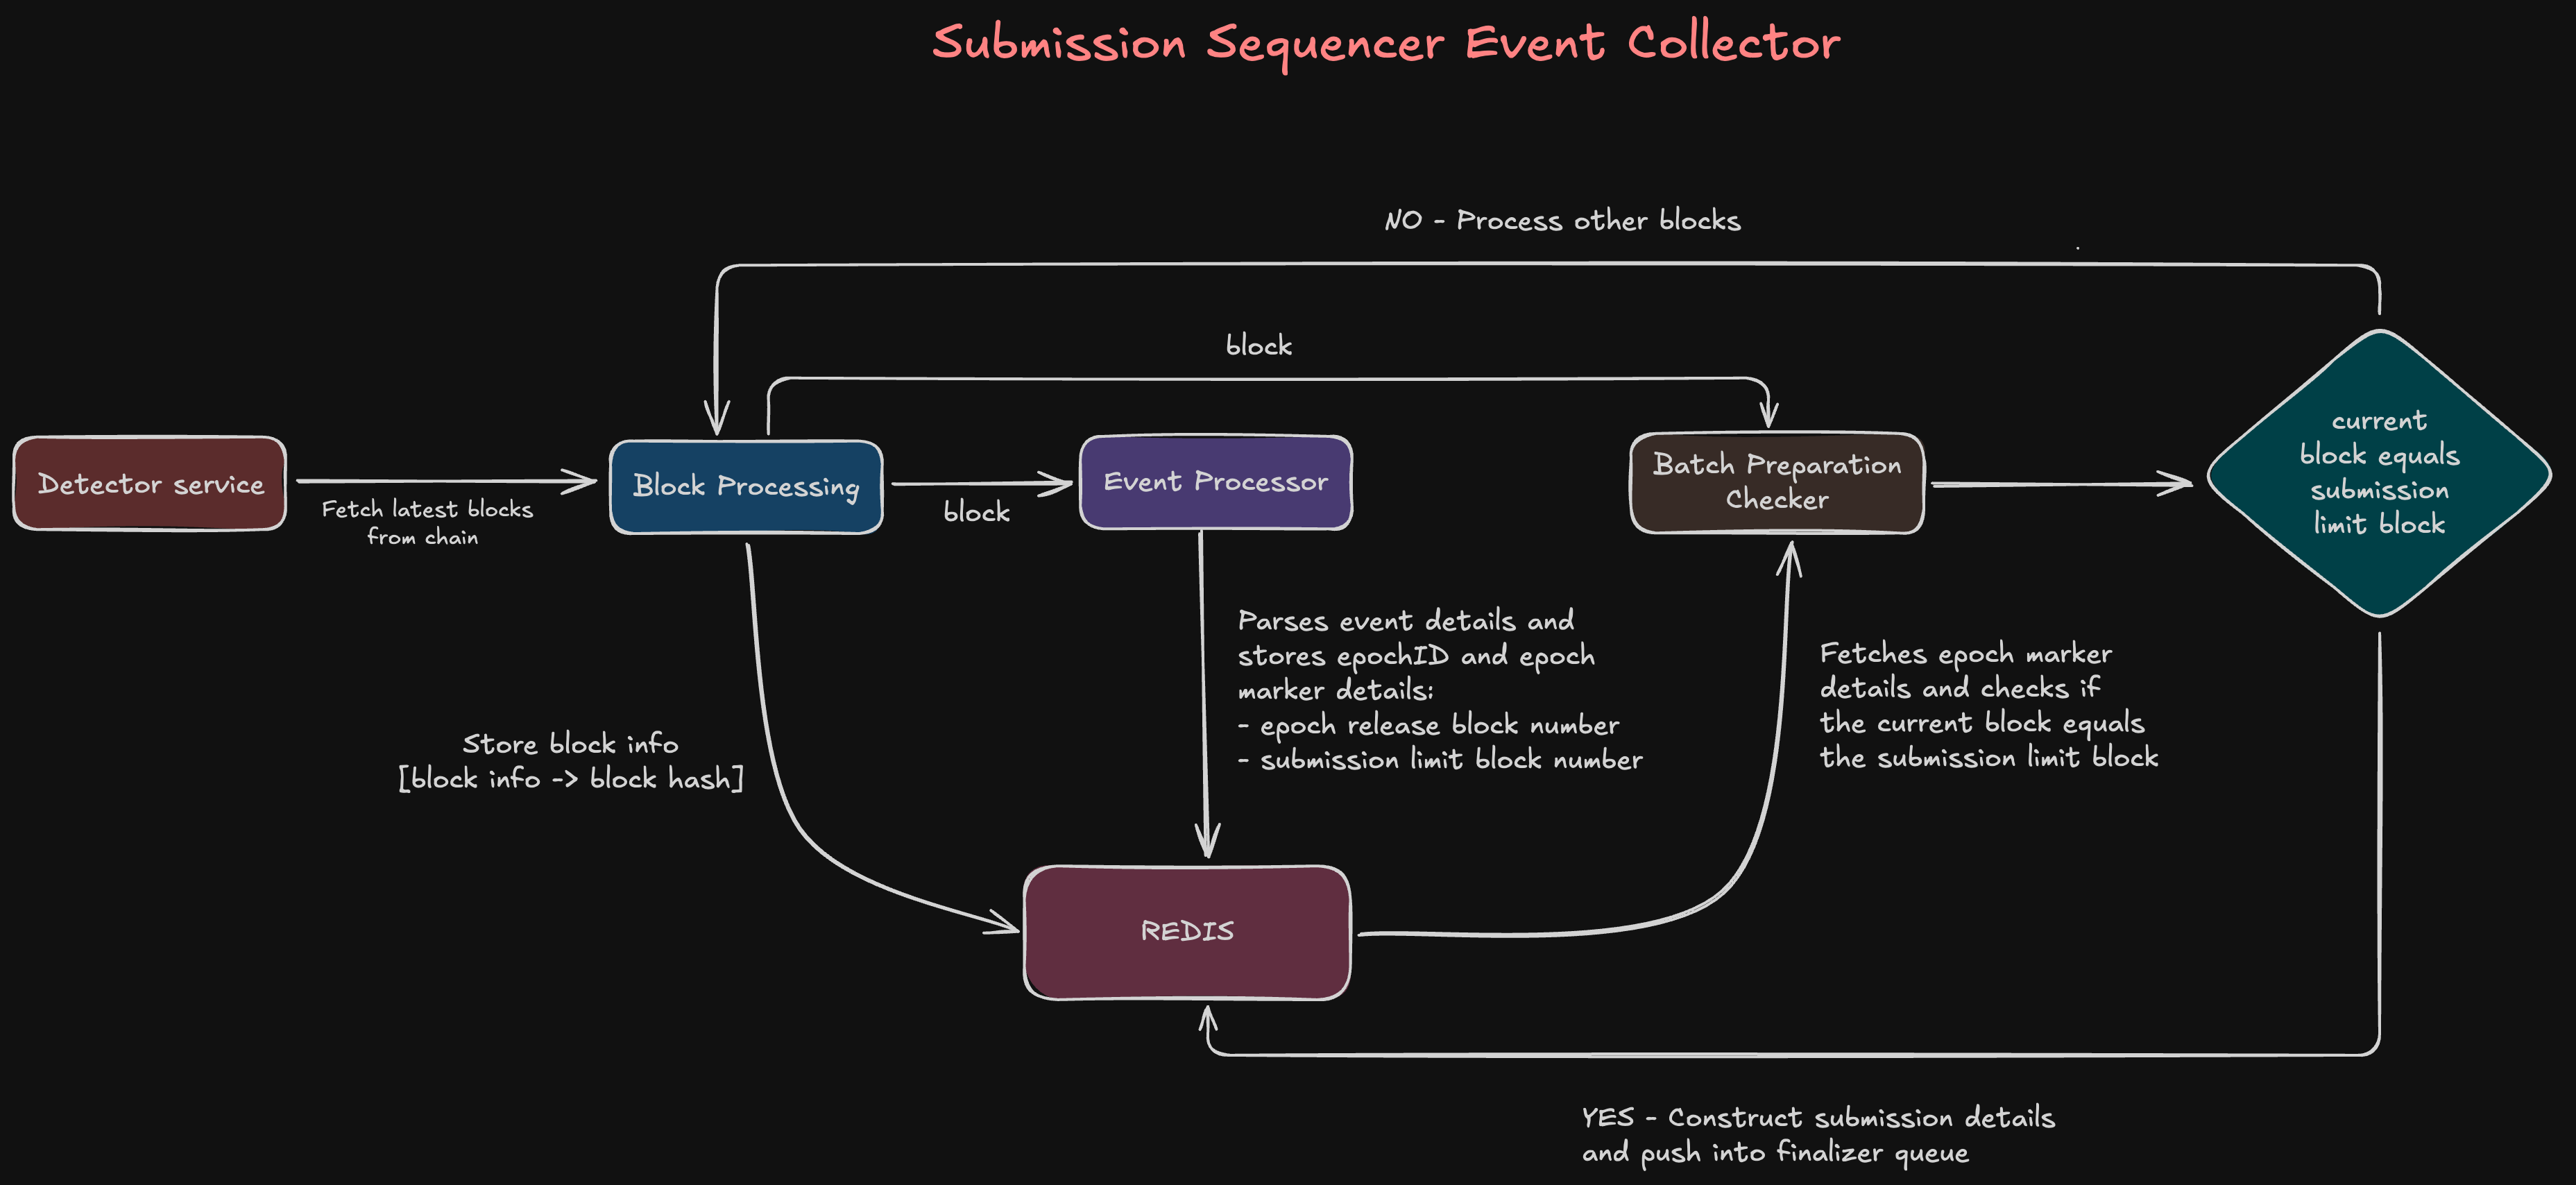 Submission Sequencer Event Collector
NO - Process other blocks
block
Detector service
Fetch latest blocks
from chain
Block Processing
block
Event Processor
Batch Preparation
Checker
current
block equals
submission
limit block
Parses event details and
stores epochID and epoch
marker details:
- epoch release block number
- submission limit block number
Fetches epoch marker
details and checks if
the current block equals
the submission limit block
Store block info
[block info -> block hash]
REDIS
YES - Construct submission details
and push into finalizer queue